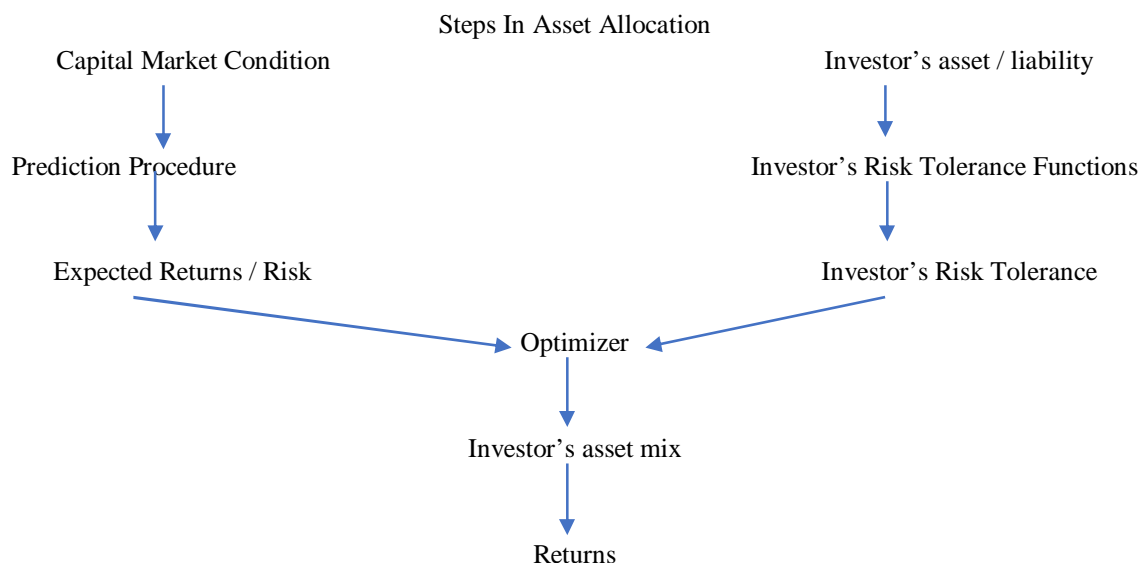 Steps In Asset Allocation
Capital Market Condition
Investor’s asset / liability
Prediction Procedure
Investor’s Risk Tolerance Functions
Expected Returns / Risk
Investor’s Risk Tolerance
Optimizer
Investor’s asset mix
Returns